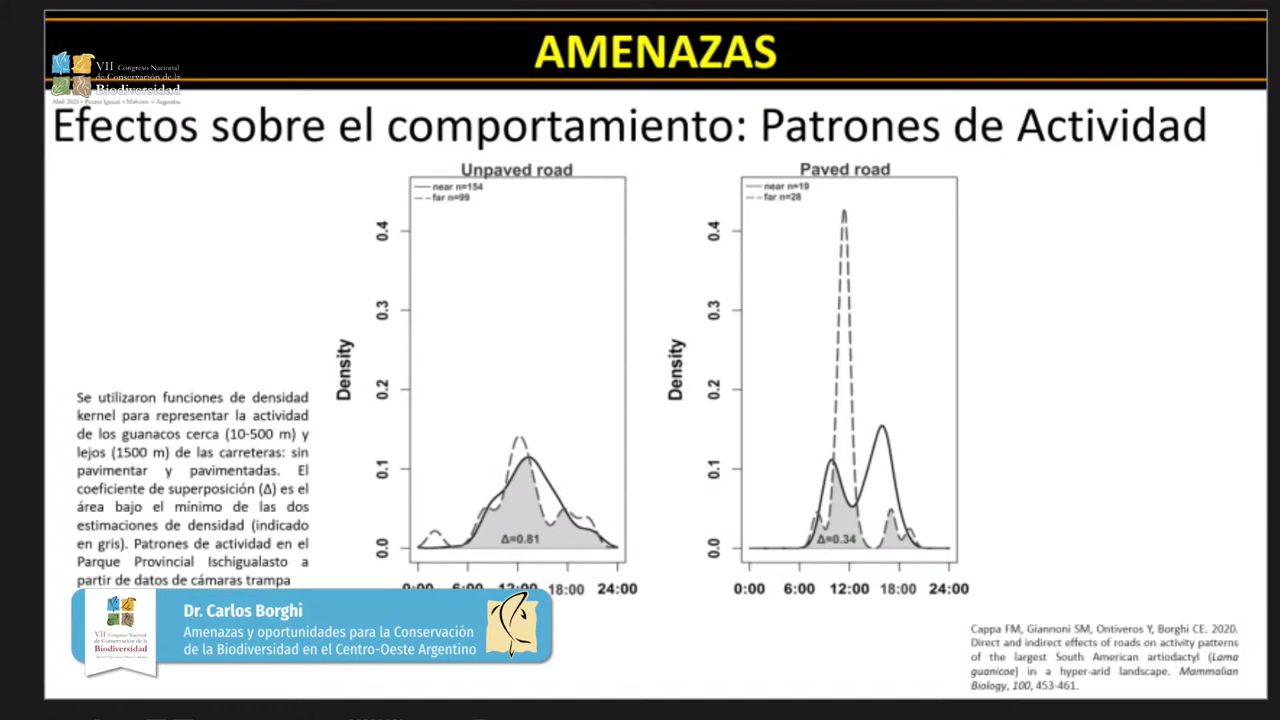 AMENAZAS
VII Congreso Nacional
de Conservación de la
Biodiversidad
Abril 2023 • Puerto Iguazú • Misiones • Argentina
Efectos sobre el comportamiento: Patrones de Actividad
Unpaved road
near n=154
far n=99
Density
0.4
0.3
0.2
0.1
0.0
Δ=0.81
0:00 6:00 12:00 18:00 24:00
Paved road
near n=19
far n=28
Density
0.4
0.3
0.2
0.1
0.0
Δ=0.34
0:00 6:00 12:00 18:00 24:00
Se utilizaron funciones de densidad
kernel para representar la actividad
de los guanacos cerca (10-500 m) y
lejos (1500 m) de las carreteras: sin
pavimentar y pavimentadas. El
coeficiente de superposición (Δ) es el
área bajo el mínimo de las dos
estimaciones de densidad (indicado
en gris). Patrones de actividad en el
Parque Provincial Ischigualasto a
partir de datos de cámaras trampa
VII Congreso Nacional
de Conservación de la
Biodiversidad
Dr. Carlos Borghi
Amenazas y oportunidades para la Conservación
de la Biodiversidad en el Centro-Oeste Argentino
Cappa FM, Giannoni SM, Ontiveros Y, Borghi CE. 2020.
Direct and indirect effects of roads on activity patterns
of the largest South American artiodactyl (Lama
guanicoe) in a hyper-arid landscape. Mammalian
Biology, 100, 453-461.